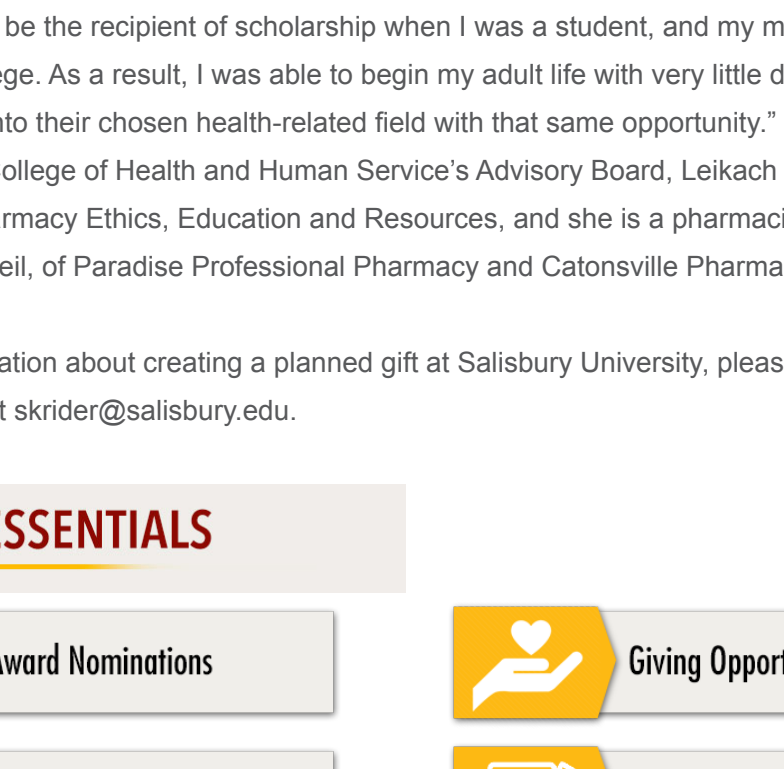 be the recipient of scholarship when I was a student, and my m
ege. As a result, I was able to begin my adult life with very little d
nto their chosen health-related field with that same opportunity.”
ollege of Health and Human Service’s Advisory Board, Leikach
armacy Ethics, Education and Resources, and she is a pharmaci
eil, of Paradise Professional Pharmacy and Catonsville Pharma
ation about creating a planned gift at Salisbury University, pleas
t skrider@salisbury.edu.
ESSENTIALS
Award Nominations
Giving Opport